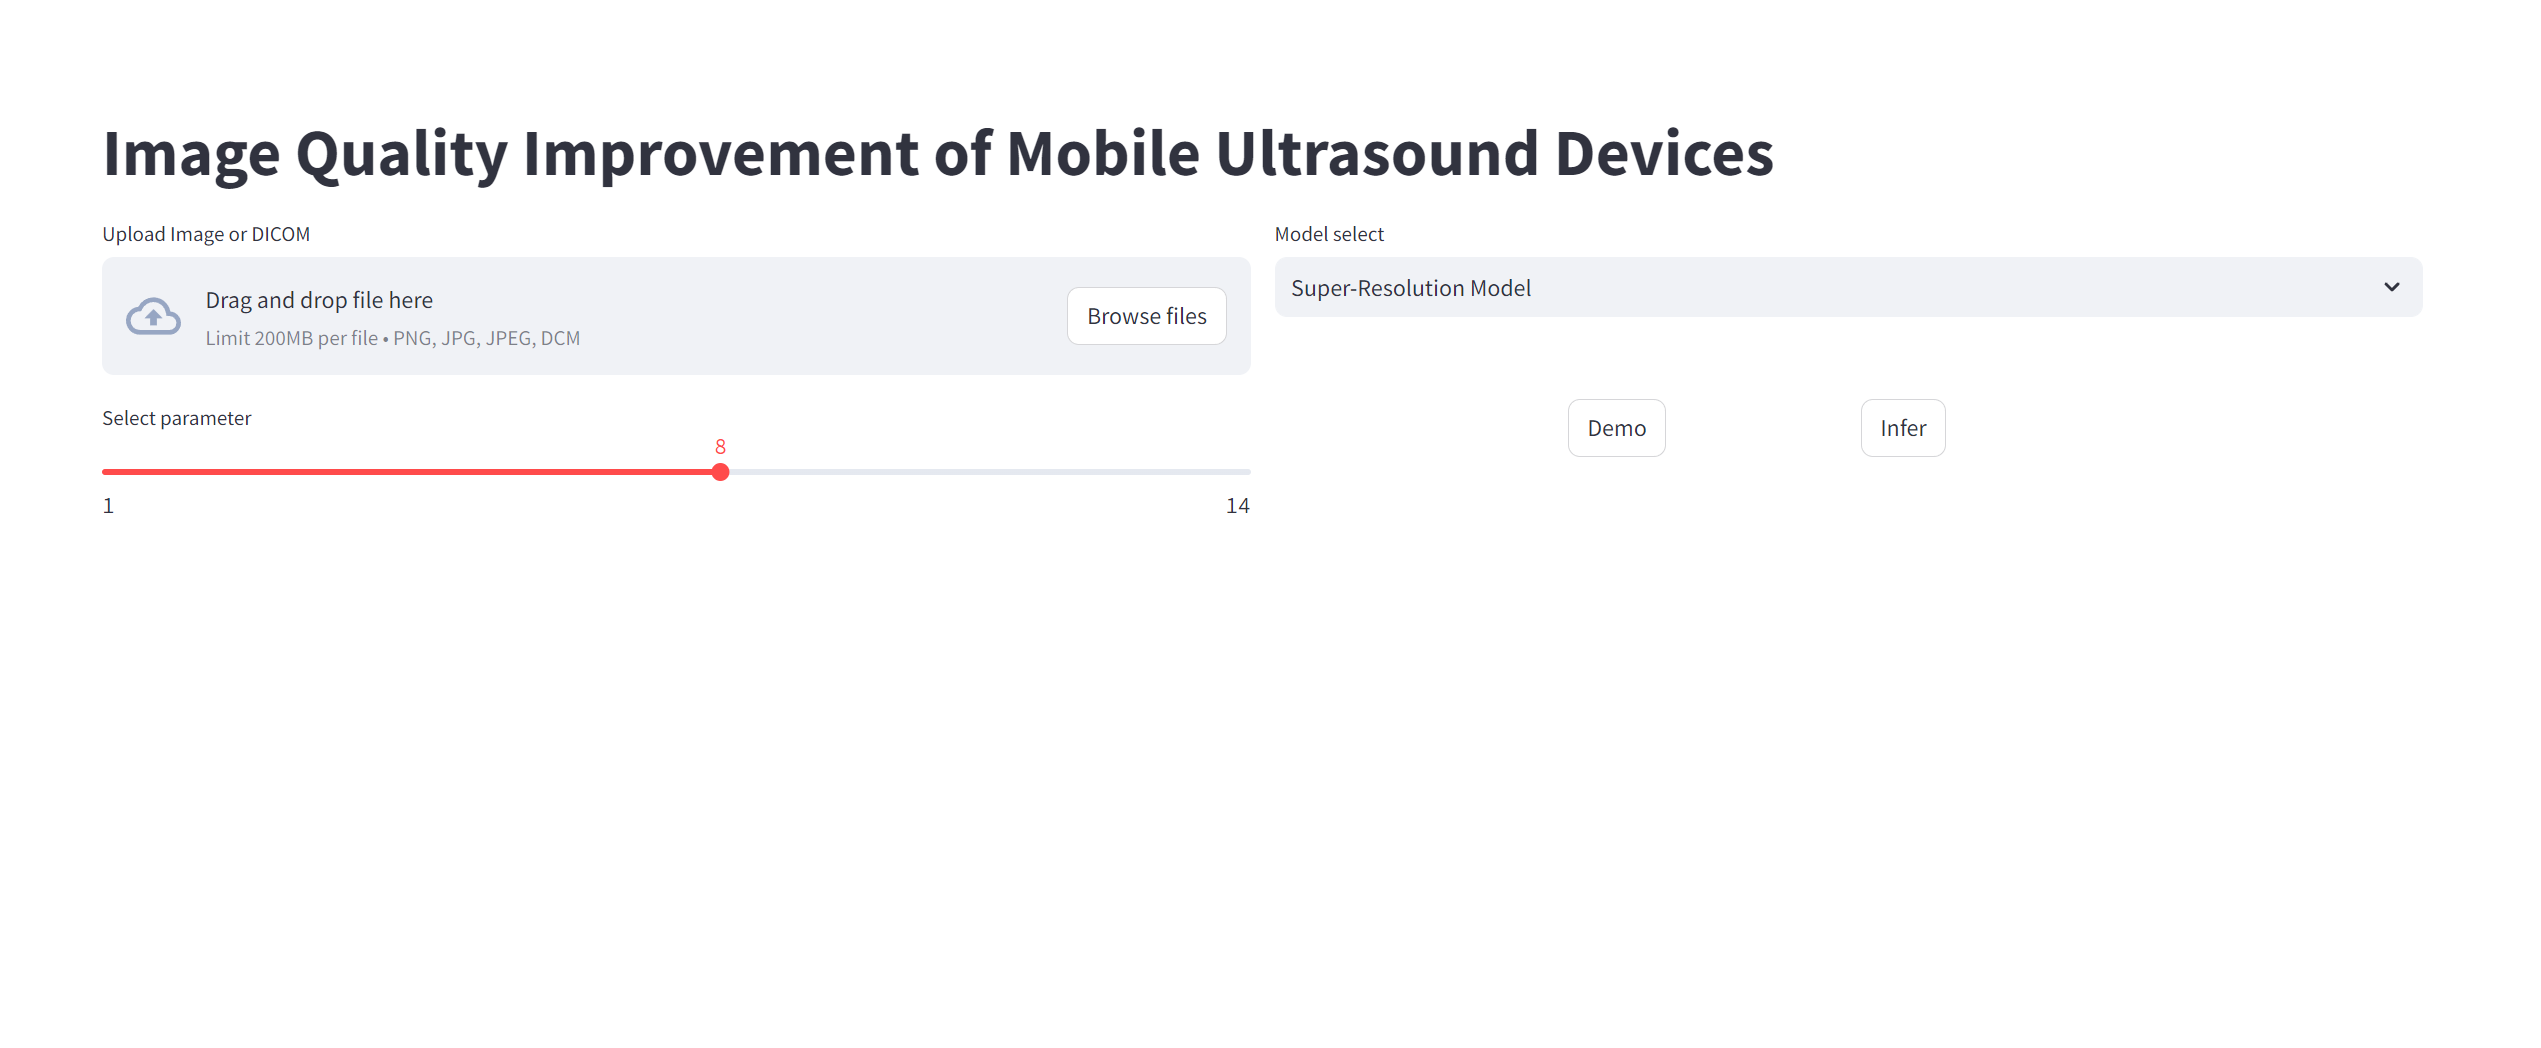 Image Quality Improvement of Mobile Ultrasound Devices
Upload Image or DICOM
Drag and drop file here
Limit 200MB per file • PNG, JPG, JPEG, DCM
Browse files
Model select
Super-Resolution Model
Select parameter
8
1
14
Demo
Infer